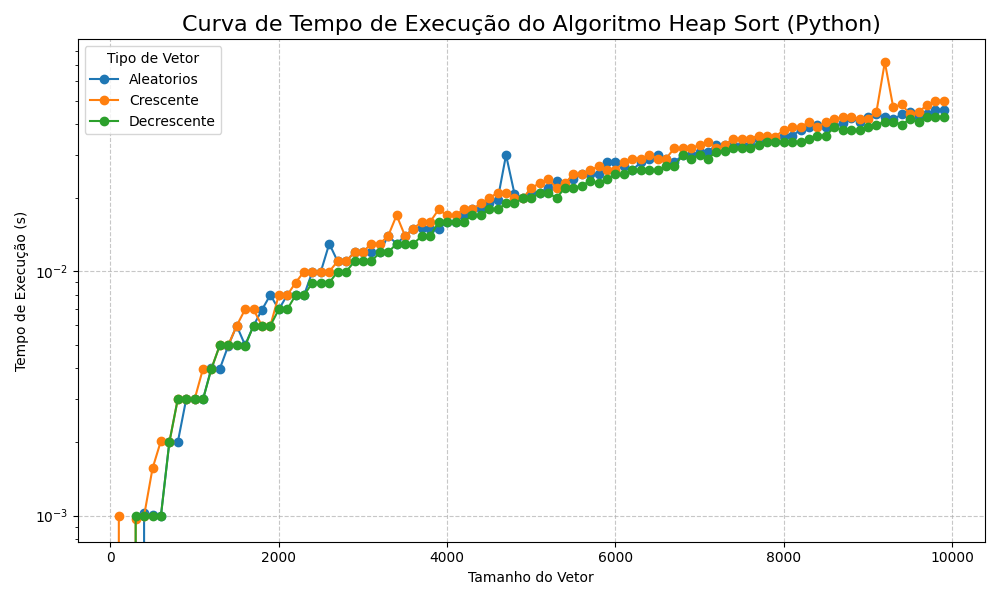 Curva de Tempo de Execução do Algoritmo Heap Sort (Python)
Tipo de Vetor
Aleatorios
Crescente
Decrescente
Tempo de Execução (s)
10⁻²
10⁻³
0 2000 4000 6000 8000 10000
Tamanho do Vetor